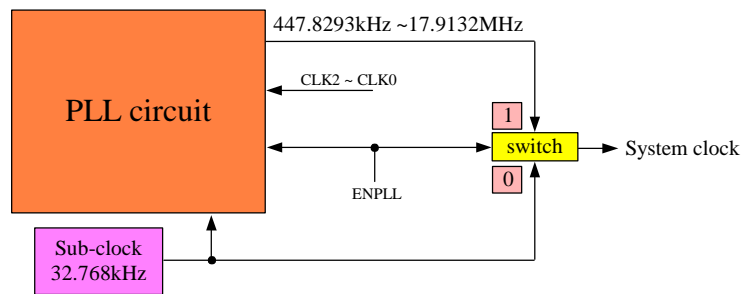 447.8293kHz ~17.9132MHz
CLK2 ~ CLK0
PLL circuit
1
switch
System clock
0
ENPLL
Sub-clock
32.768kHz